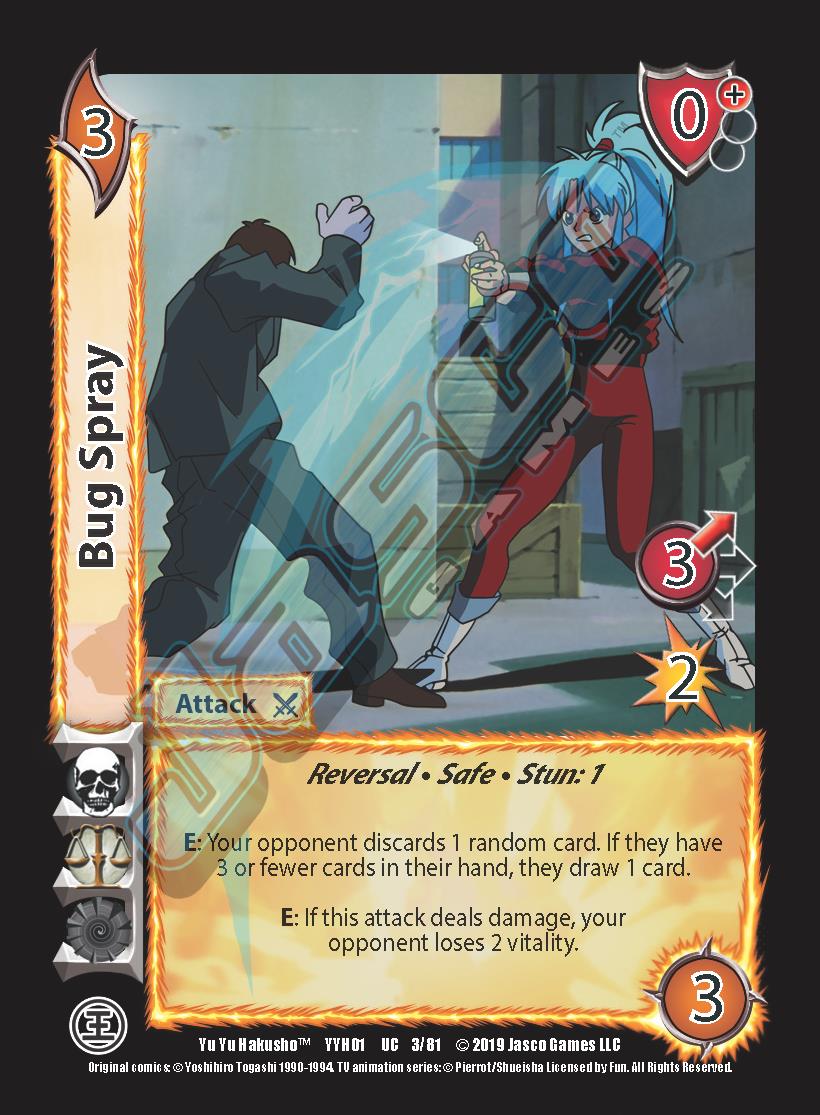 3
0 +
Bug Spray
JASCO
GAMES
3
2
Attack
Reversal • Safe • Stun: 1
E: Your opponent discards 1 random card. If they have
3 or fewer cards in their hand, they draw 1 card.
E: If this attack deals damage, your
opponent loses 2 vitality.
3
王
Yu Yu Hakusho™ YYH01 UC 3/81 © 2019 Jasco Games LLC
Original comics: © Yoshihiro Togashi 1990-1994. TV animation series: © Pierrot/Shueisha Licensed by Fun. All Rights Reserved.